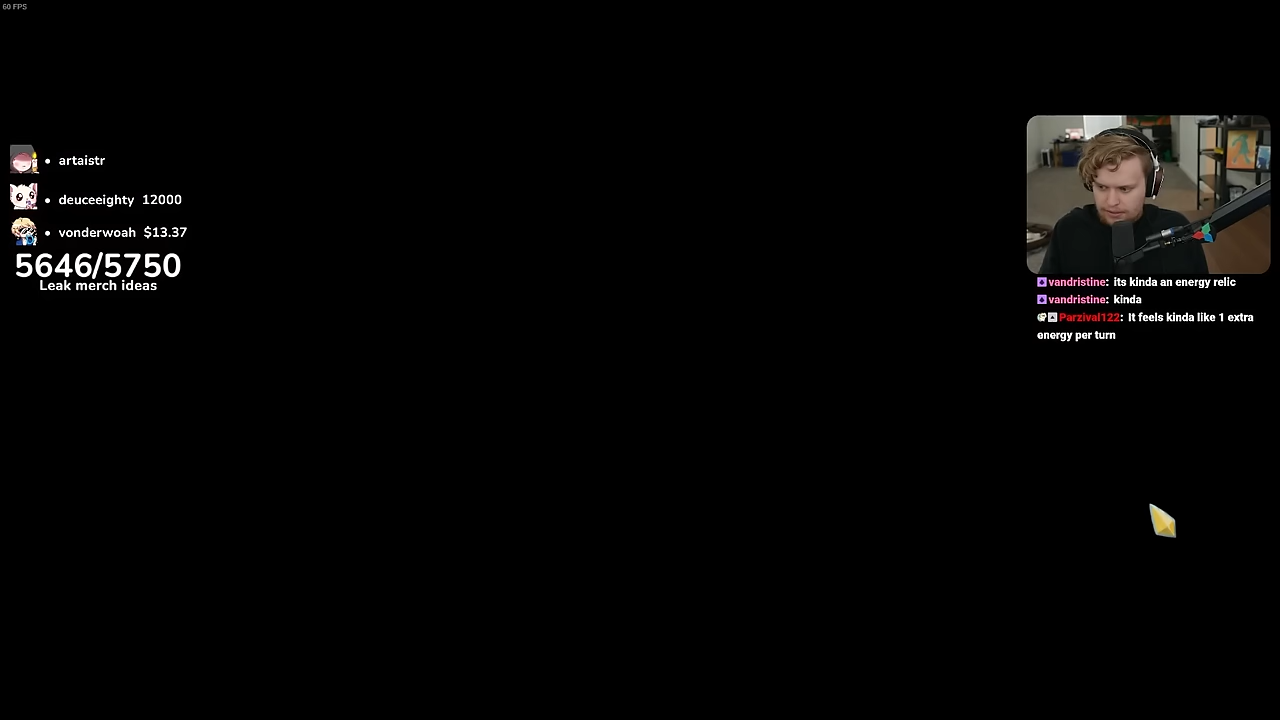 60 FPS
• artaistr
• deuceeighty 12000
• vonderwoah $13.37
5646/5750
Leak merch ideas
vandristine: its kinda an energy relic
vandristine: kinda
Parzival122: It feels kinda like 1 extra
energy per turn